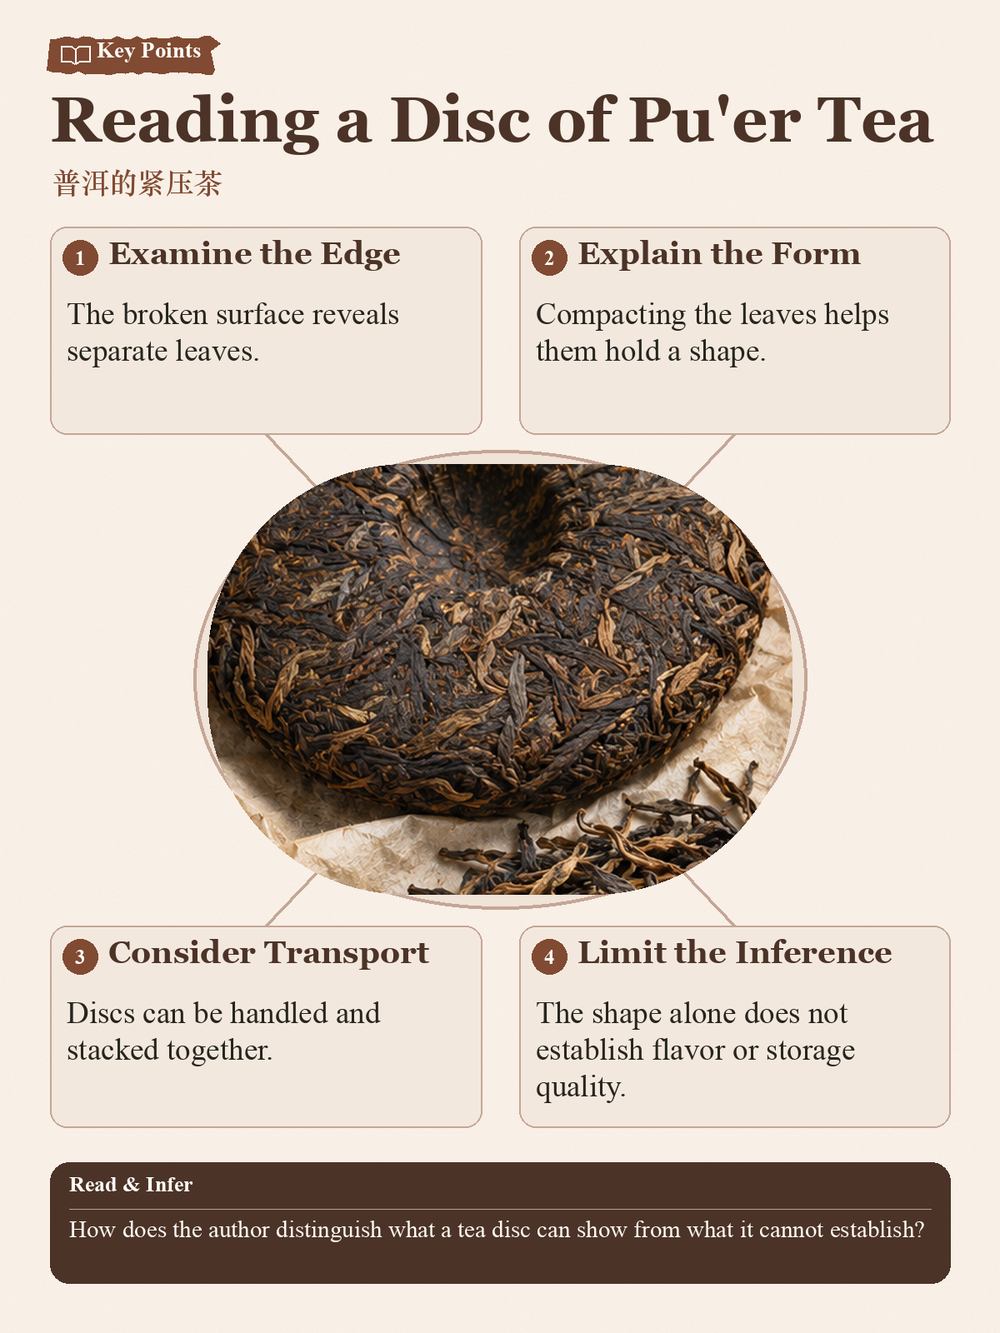 Key Points
Reading a Disc of Pu'er Tea
普洱的紧压茶
1 Examine the Edge
The broken surface reveals
separate leaves.
2 Explain the Form
Compacting the leaves helps
them hold a shape.
3 Consider Transport
Discs can be handled and
stacked together.
4 Limit the Inference
The shape alone does not
establish flavor or storage
quality.
Read & Infer
How does the author distinguish what a tea disc can show from what it cannot establish?